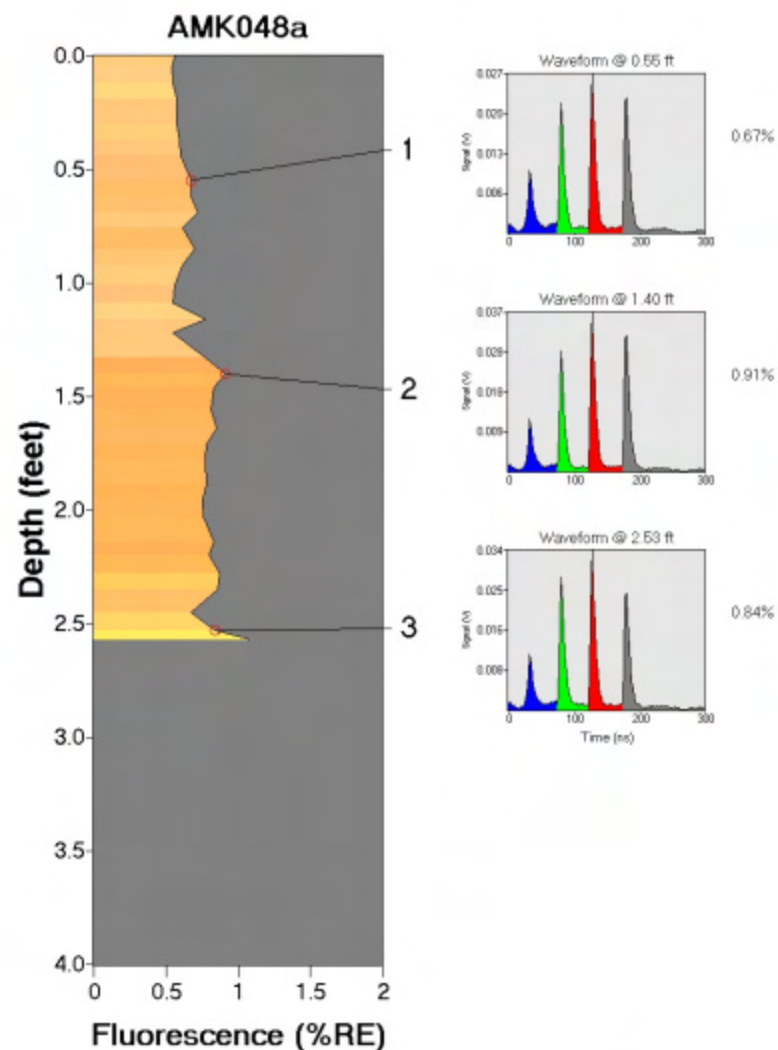 AMK048a
0.0
0.5
1.0
1.5
2.0
2.5
3.0
3.5
4.0
Depth (feet)
0 0.5 1 1.5 2
Fluorescence (%RE)
1
2
3
Waveform @ 0.55 ft
0.027
0.020
0.013
0.006
Signal (V)
0 100 200 300
0.67%
Waveform @ 1.40 ft
0.037
0.028
0.018
0.009
Signal (V)
0 100 200 300
0.91%
Waveform @ 2.53 ft
0.034
0.025
0.016
0.008
Signal (V)
0 100 200 300
Time (ns)
0.84%